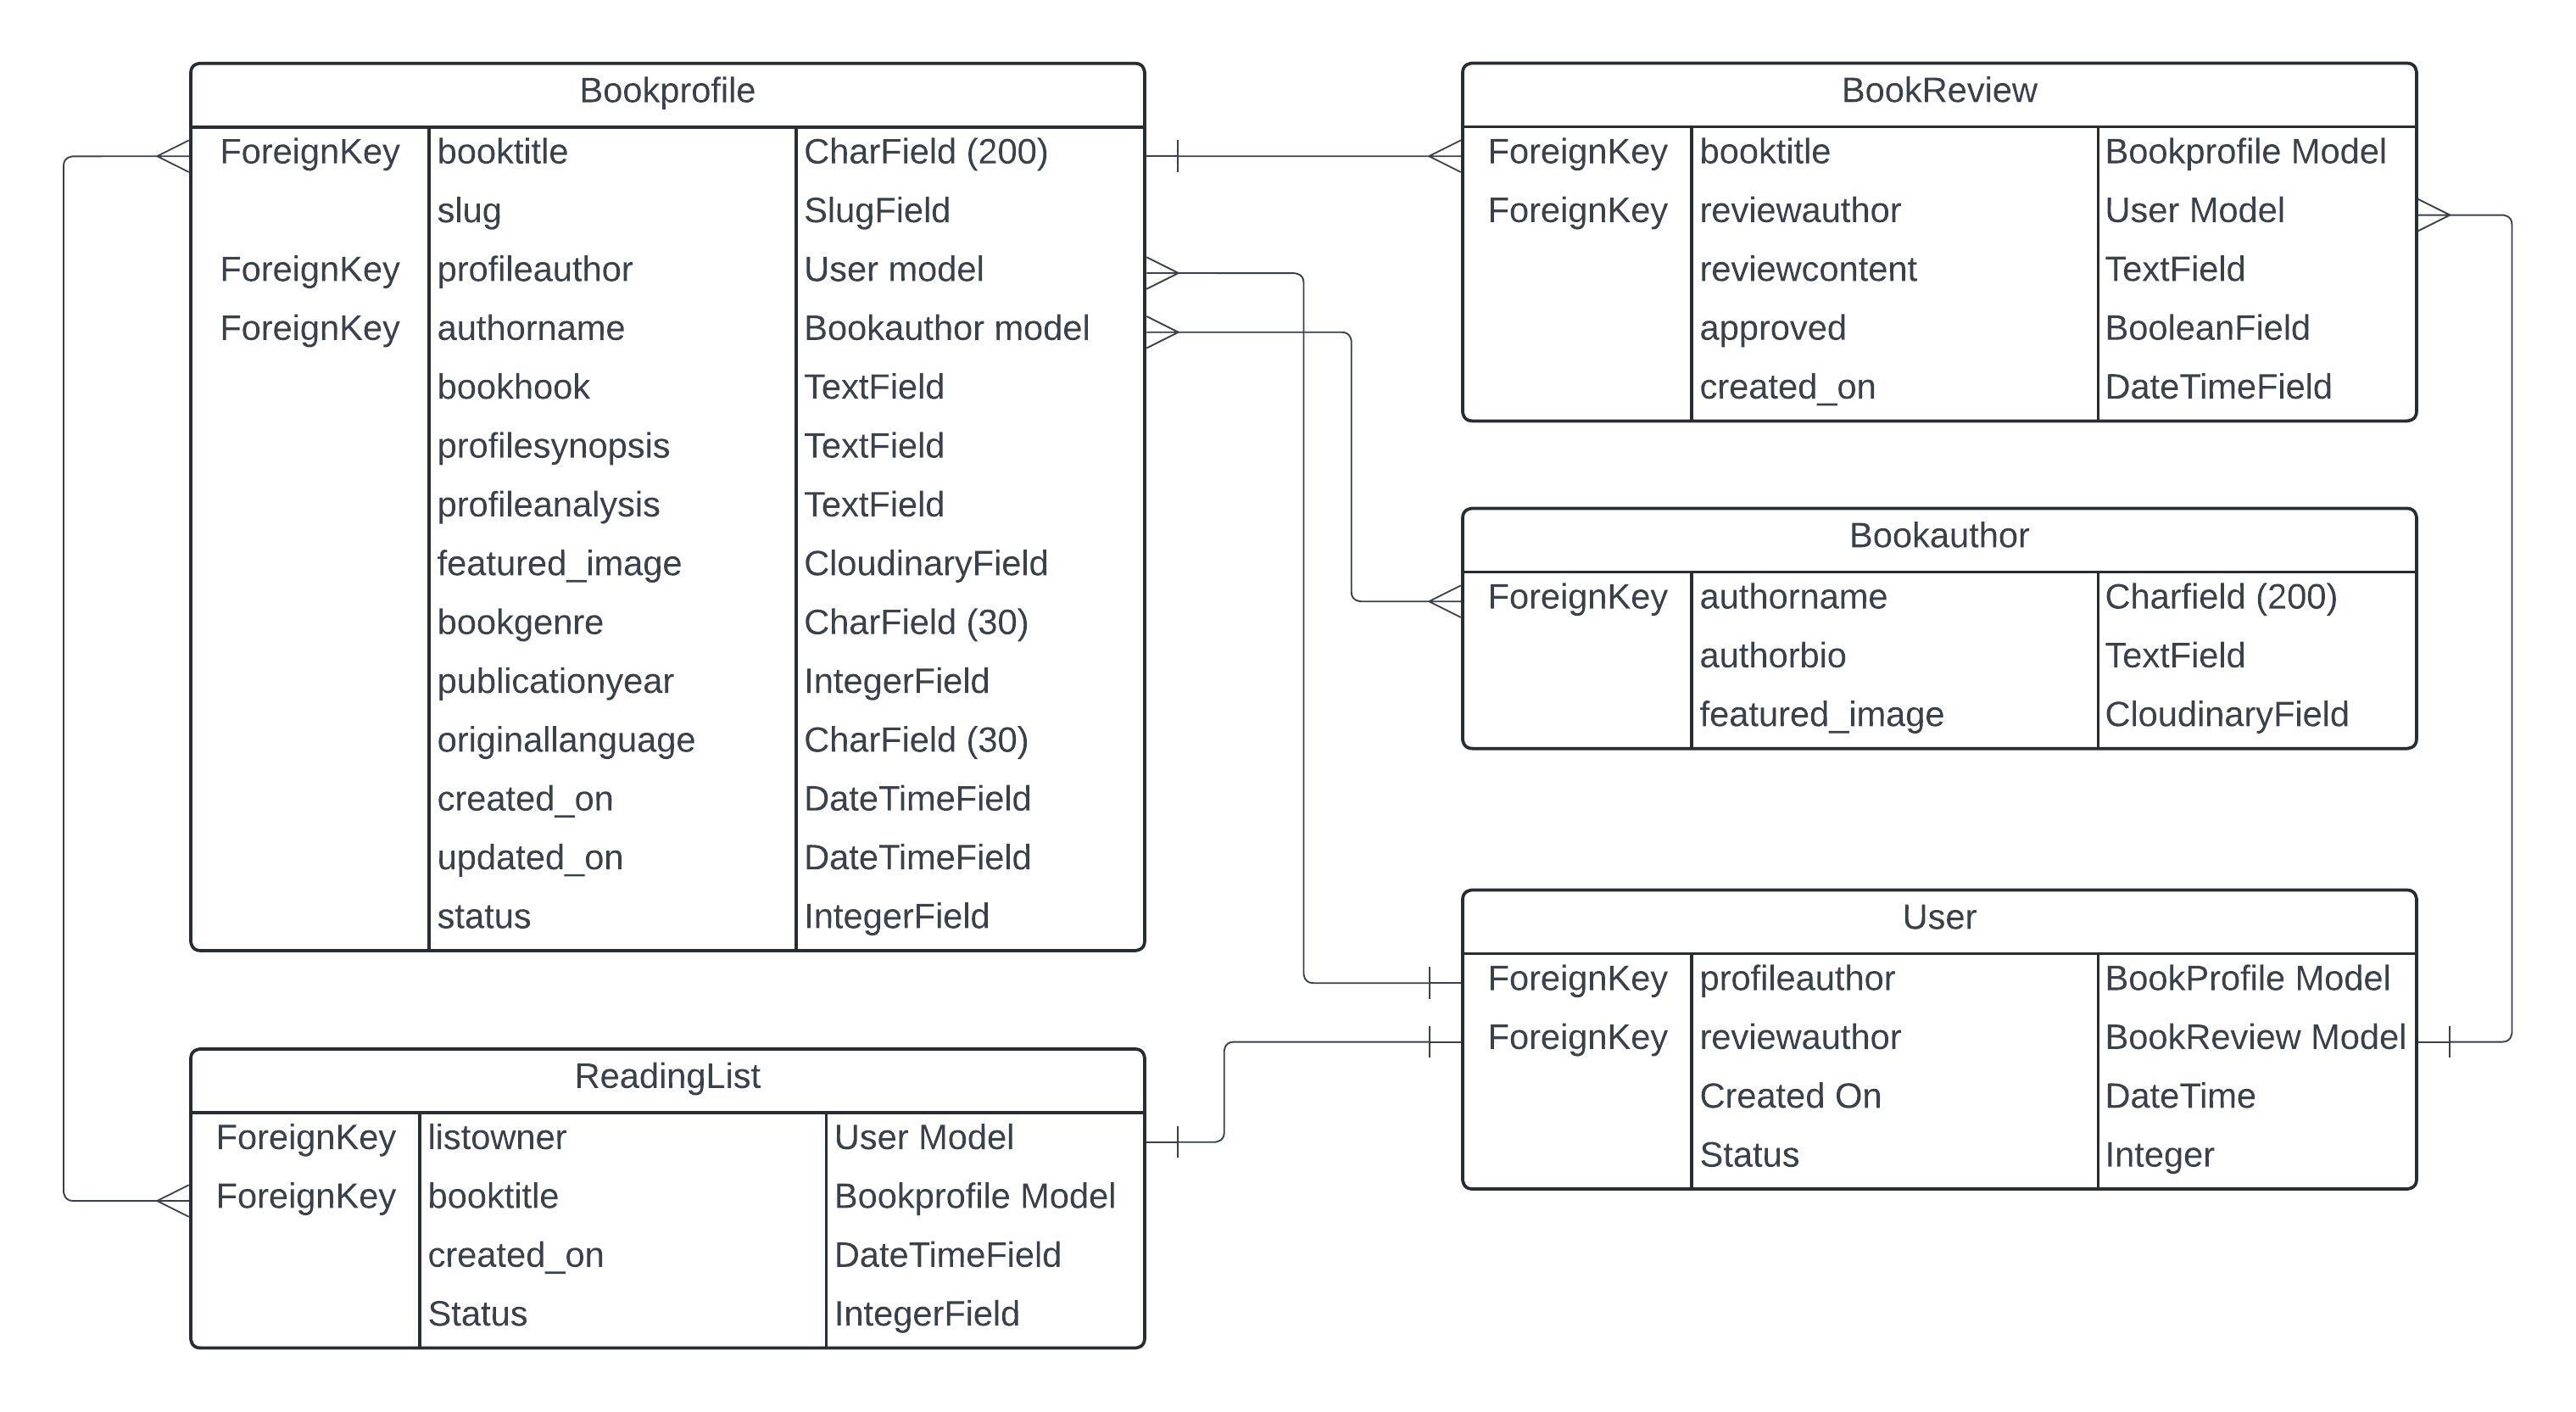 Bookprofile
ForeignKey booktitle CharField (200)
slug SlugField
ForeignKey profileauthor User model
ForeignKey authorname Bookauthor model
bookhook TextField
profilesynopsis TextField
profileanalysis TextField
featured_image CloudinaryField
bookgenre CharField (30)
publicationyear IntegerField
originallanguage CharField (30)
created_on DateTimeField
updated_on DateTimeField
status IntegerField
BookReview
ForeignKey booktitle Bookprofile Model
ForeignKey reviewauthor User Model
reviewcontent TextField
approved BooleanField
created_on DateTimeField
Bookauthor
ForeignKey authorname Charfield (200)
authorbio TextField
featured_image CloudinaryField
User
ForeignKey profileauthor BookProfile Model
ForeignKey reviewauthor BookReview Model
Created On DateTime
Status Integer
ReadingList
ForeignKey listowner User Model
ForeignKey booktitle Bookprofile Model
created_on DateTimeField
Status IntegerField